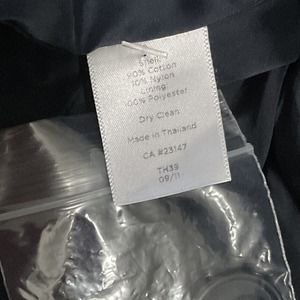 Shell:
90% Cotton
10% Nylon
Lining:
100% Polyester
Dry Clean
Made in Thailand
CA #23147
TH39
09/11